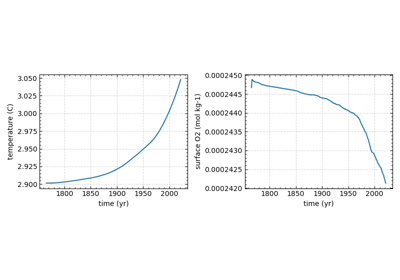 3.050
3.025
3.000
2.975
2.950
2.925
2.900
temperature (C)
1800 1850 1900 1950 2000
time (yr)
0.0002450
0.0002445
0.0002440
0.0002435
0.0002430
0.0002425
0.0002420
surface O2 (mol kg-1)
1800 1850 1900 1950 2000
time (yr)